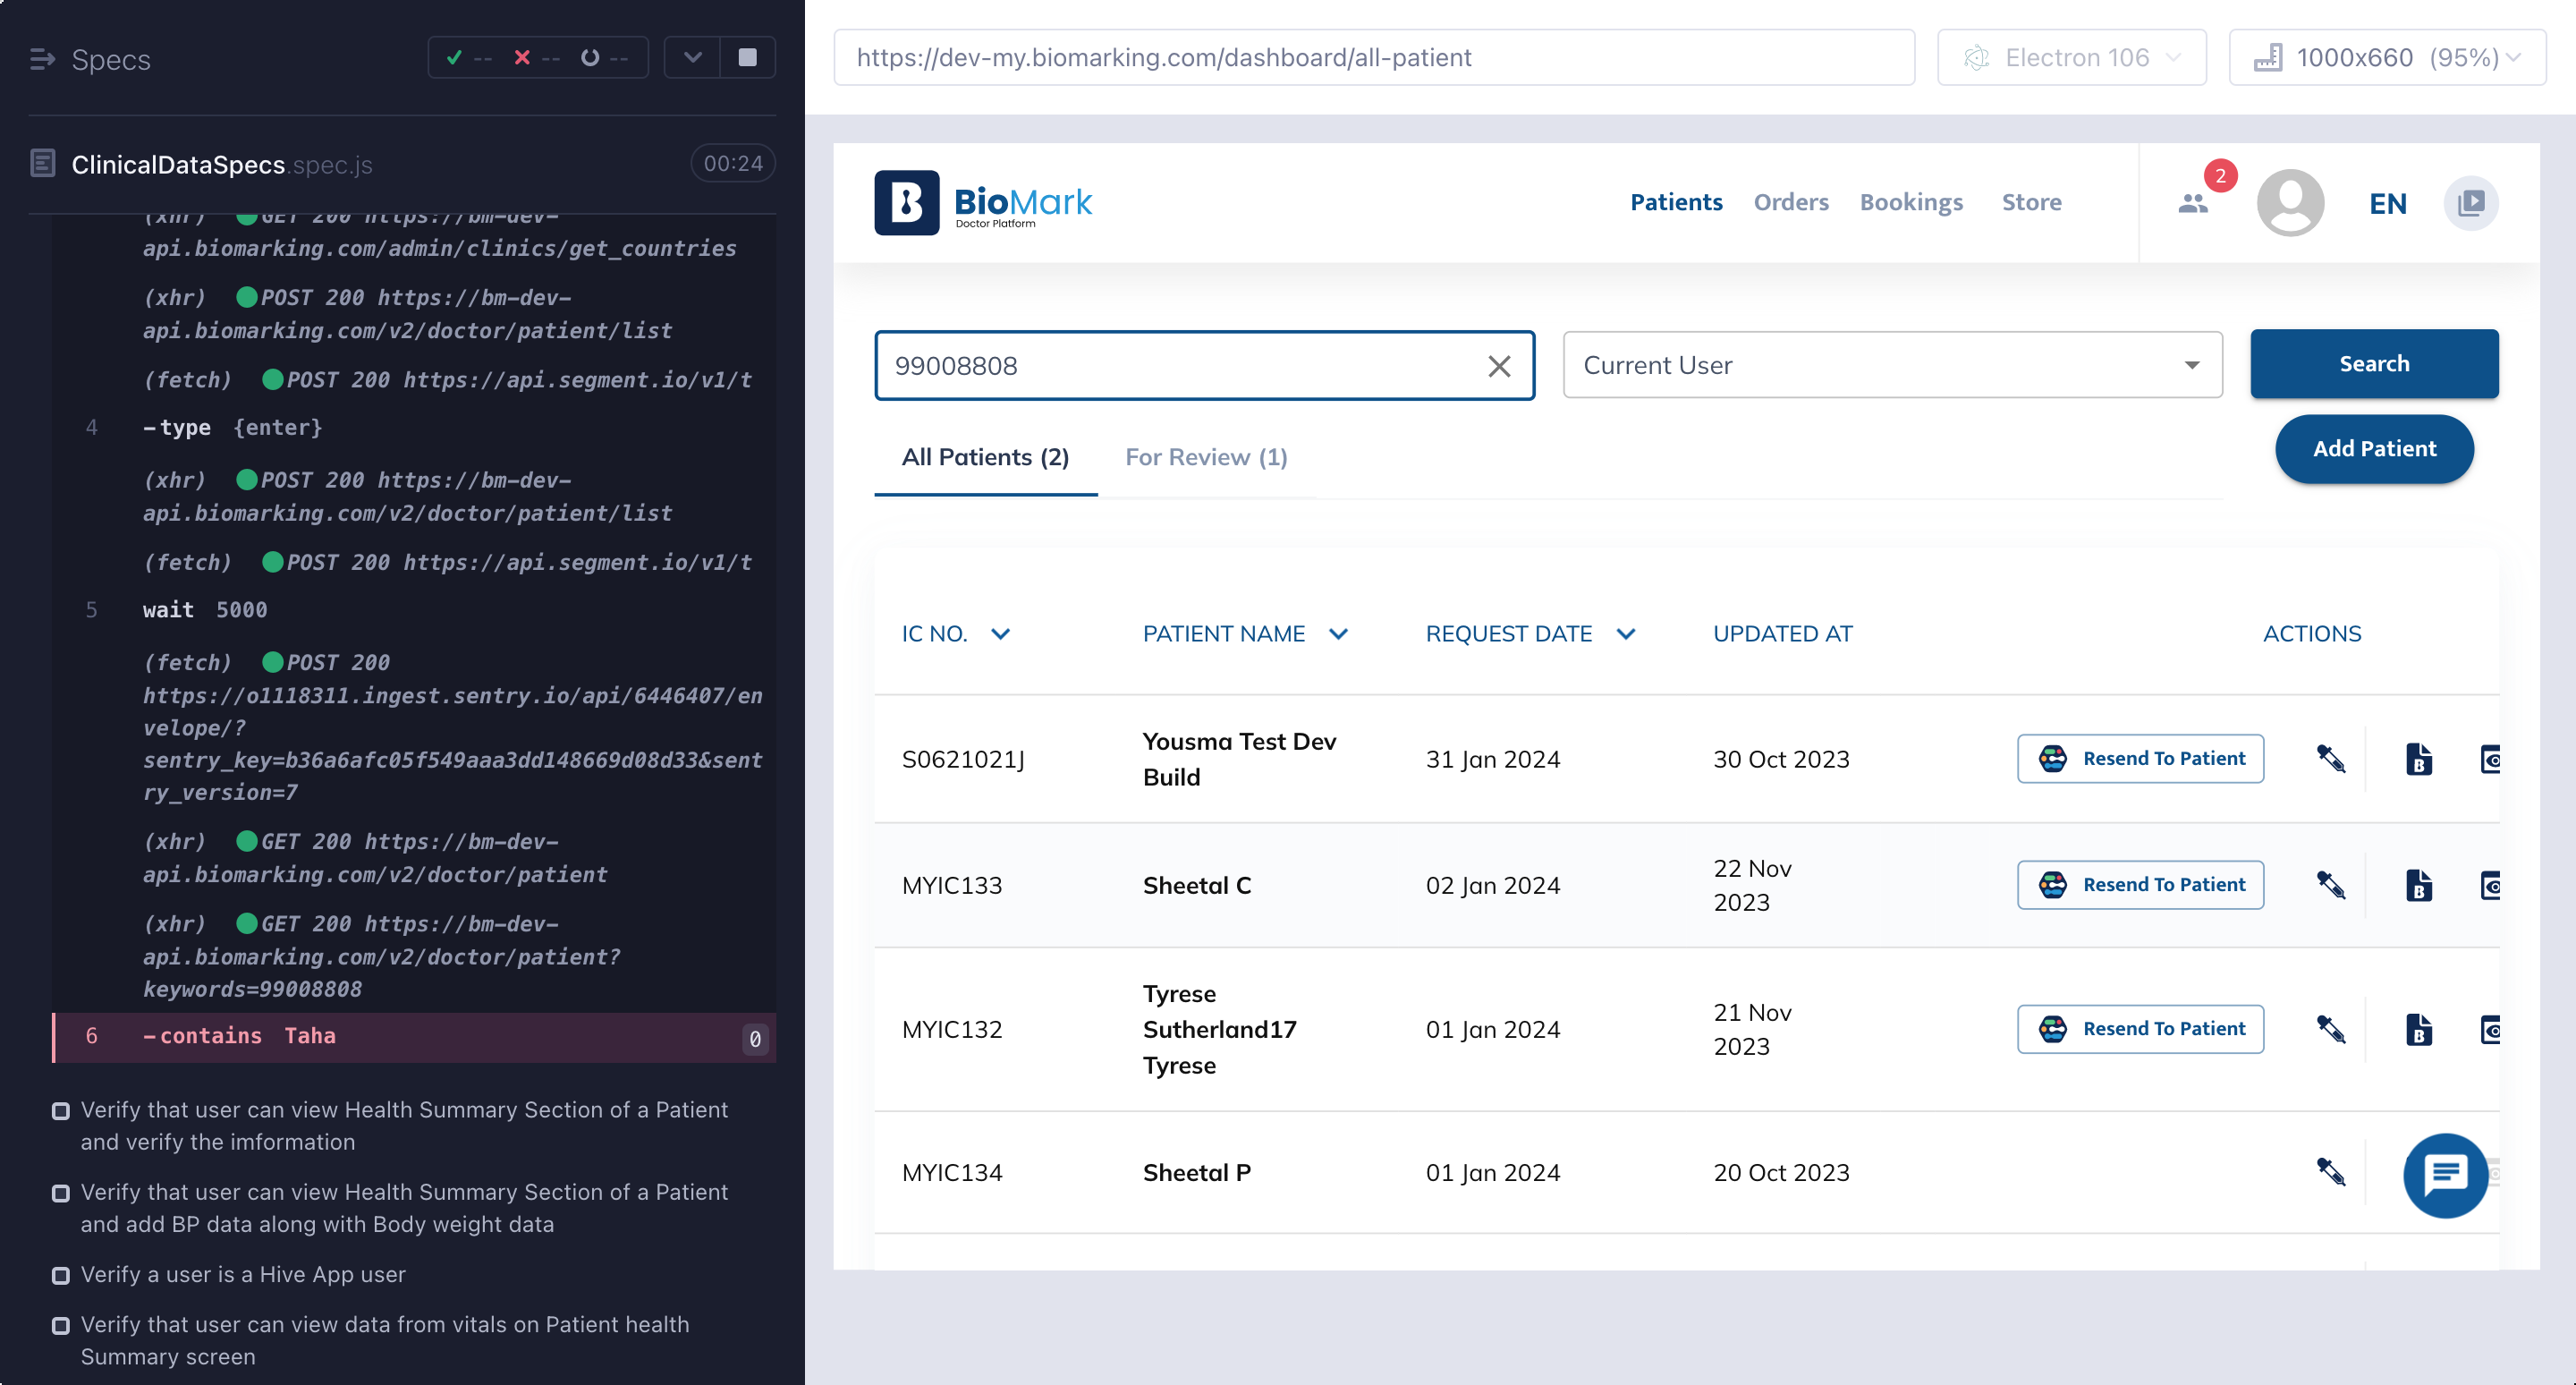 Specs
-- -- --
ClinicalDataSpecs.spec.js 00:24
(xhr) GET 200 https://bm-dev-
api.biomarking.com/admin/clinics/get_countries
(xhr) POST 200 https://bm-dev-
api.biomarking.com/v2/doctor/patient/list
(fetch) POST 200 https://api.segment.io/v1/t
4 -type {enter}
(xhr) POST 200 https://bm-dev-
api.biomarking.com/v2/doctor/patient/list
(fetch) POST 200 https://api.segment.io/v1/t
5 wait 5000
(fetch) POST 200
https://o1118311.ingest.sentry.io/api/6446407/en
velope/?
sentry_key=b36a6afc05f549aaa3dd148669d08d33&sent
ry_version=7
(xhr) GET 200 https://bm-dev-
api.biomarking.com/v2/doctor/patient
(xhr) GET 200 https://bm-dev-
api.biomarking.com/v2/doctor/patient?
keywords=99008808
6 -contains Taha 0
Verify that user can view Health Summary Section of a Patient
and verify the imformation
Verify that user can view Health Summary Section of a Patient
and add BP data along with Body weight data
Verify a user is a Hive App user
Verify that user can view data from vitals on Patient health
Summary screen
https://dev-my.biomarking.com/dashboard/all-patient
Electron 106
1000x660 (95%)
B BioMark
Doctor Platform
Patients Orders Bookings Store
2
EN
99008808
Current User
Search
All Patients (2) For Review (1)
Add Patient
IC NO. PATIENT NAME REQUEST DATE UPDATED AT ACTIONS
S0621021J
Yousma Test Dev
Build
31 Jan 2024
30 Oct 2023
Resend To Patient
B
MYIC133
Sheetal C
02 Jan 2024
22 Nov
2023
Resend To Patient
B
MYIC132
Tyrese
Sutherland17
Tyrese
01 Jan 2024
21 Nov
2023
Resend To Patient
B
MYIC134
Sheetal P
01 Jan 2024
20 Oct 2023